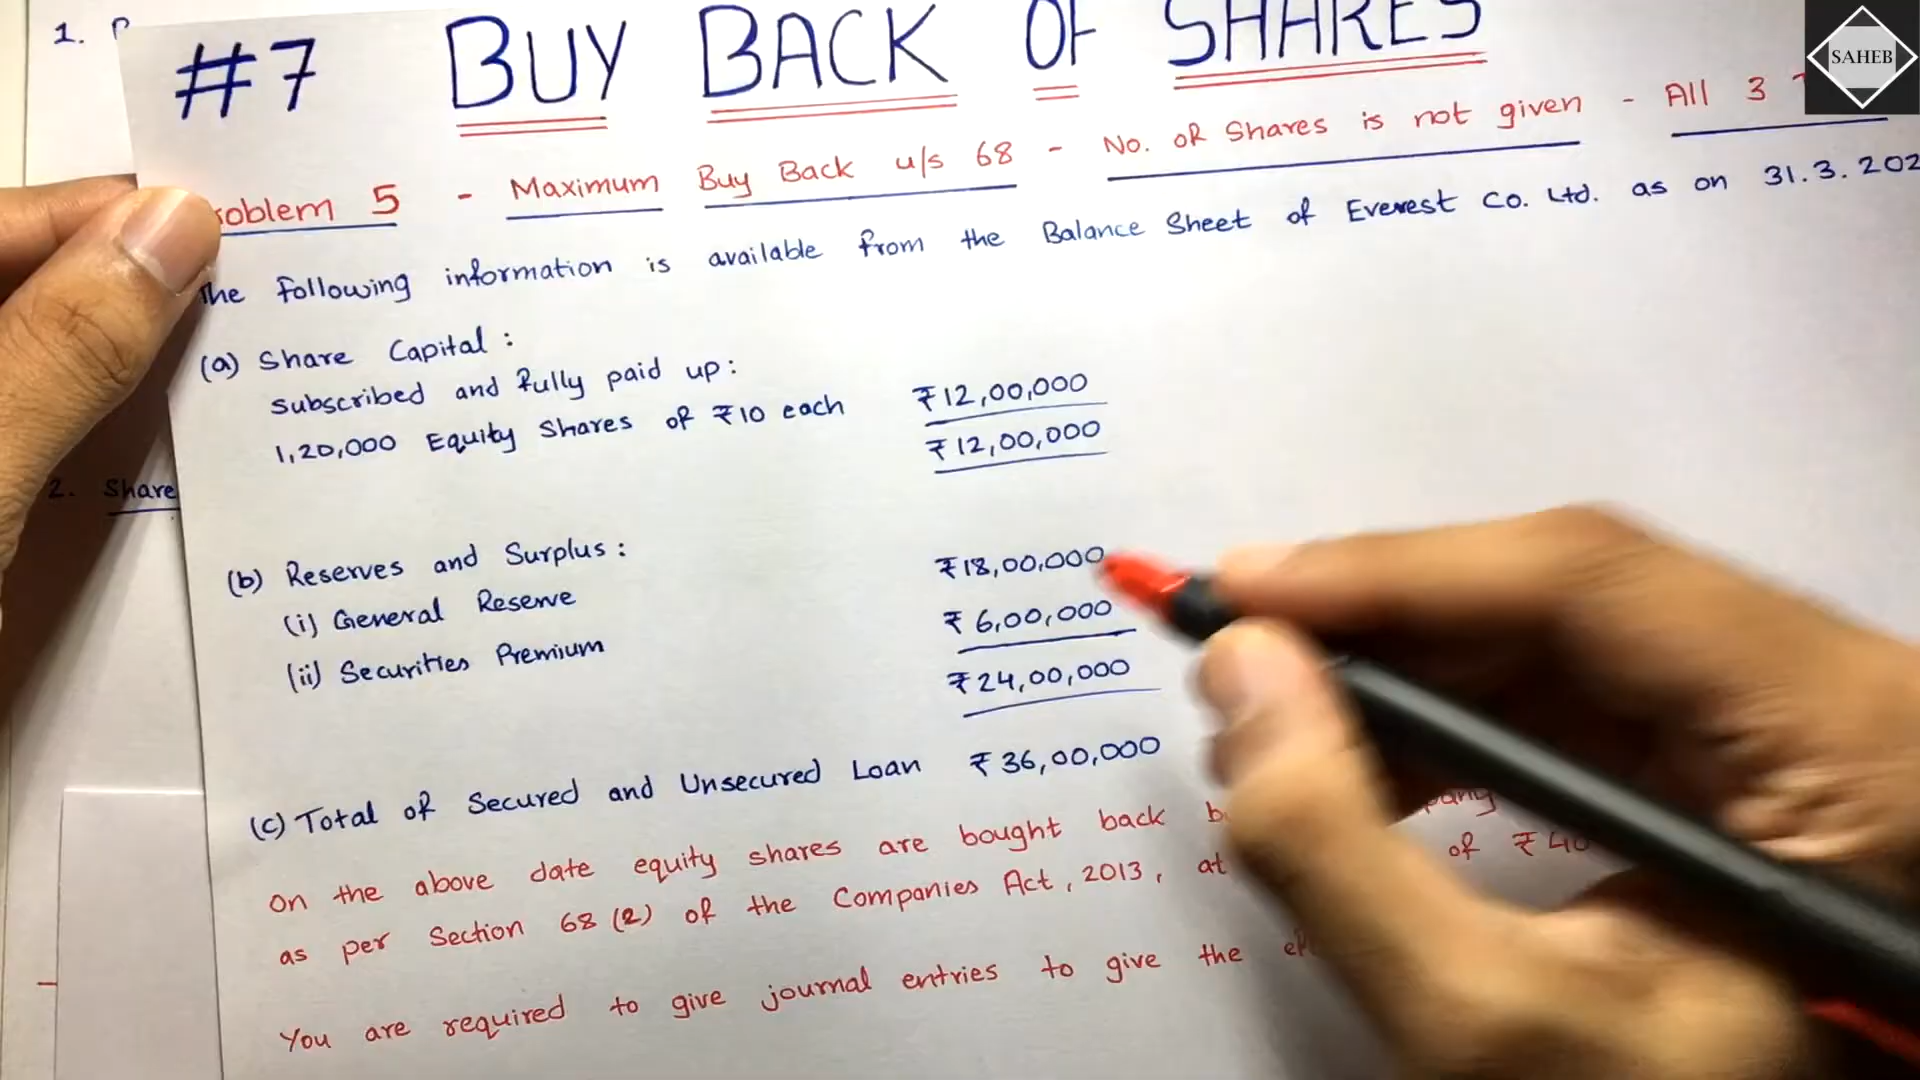 1.
#7 BUY BACK OF SHARES
SAHEB
Problem 5 - Maximum Buy Back u/s 68 - No. of Shares is not given - All 3
The following information is available from the Balance Sheet of Everest Co. Ltd. as on 31.3.202
(a) Share Capital:
Subscribed and fully paid up:
1,20,000 Equity Shares of ₹10 each ₹12,00,000
₹12,00,000
2. Share
(b) Reserves and Surplus:
(i) General Reserve ₹18,00,000
(ii) Securities Premium ₹6,00,000
₹24,00,000
(c) Total of Secured and Unsecured Loan ₹36,00,000
On the above date equity shares are bought back
as per Section 68 (2) of the Companies Act, 2013, at of ₹40
You are required to give journal entries to give the